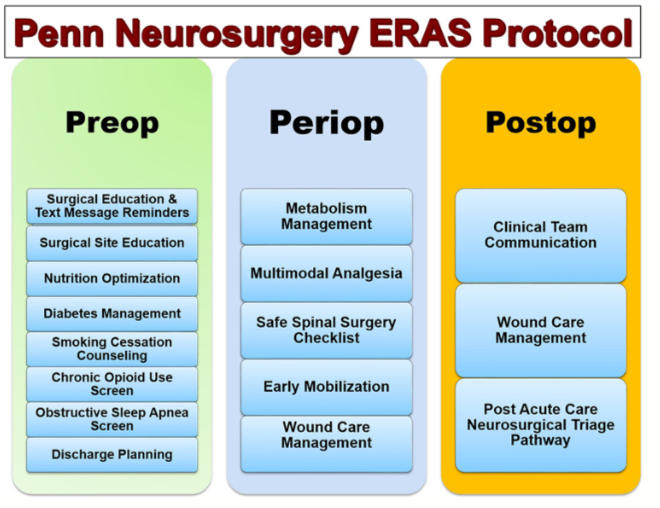 Penn Neurosurgery ERAS Protocol
Preop
Surgical Education &
Text Message Reminders
Surgical Site Education
Nutrition Optimization
Diabetes Management
Smoking Cessation
Counseling
Chronic Opioid Use
Screen
Obstructive Sleep Apnea
Screen
Discharge Planning
Periop
Metabolism
Management
Multimodal Analgesia
Safe Spinal Surgery
Checklist
Early Mobilization
Wound Care
Management
Postop
Clinical Team
Communication
Wound Care
Management
Post Acute Care
Neurosurgical Triage
Pathway